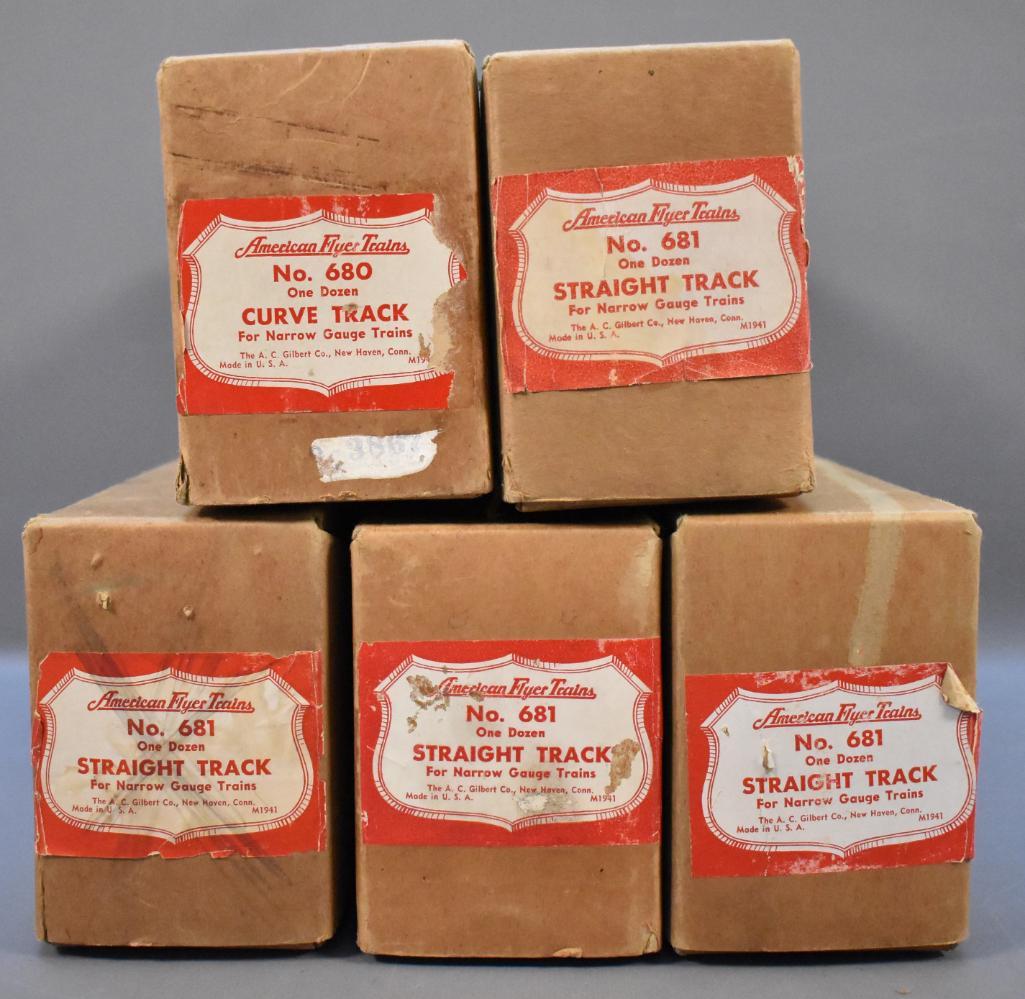 American Flyer Trains
No. 680
One Dozen
CURVE TRACK
For Narrow Gauge Trains
The A. C. Gilbert Co., New Haven, Conn.
Made in U. S. A.
American Flyer Trains
No. 681
One Dozen
STRAIGHT TRACK
For Narrow Gauge Trains
The A. C. Gilbert Co., New Haven, Conn.
Made in U. S. A. M1941
American Flyer Trains
No. 681
One Dozen
STRAIGHT TRACK
For Narrow Gauge Trains
The A. C. Gilbert Co., New Haven, Conn.
Made in U. S. A. M1941
American Flyer Trains
No. 681
One Dozen
STRAIGHT TRACK
For Narrow Gauge Trains
The A. C. Gilbert Co., New Haven, Conn.
Made in U. S. A. M1941
American Flyer Trains
No. 681
One Dozen
STRAIGHT TRACK
For Narrow Gauge Trains
The A. C. Gilbert Co., New Haven, Conn.
Made in U. S. A. M1941